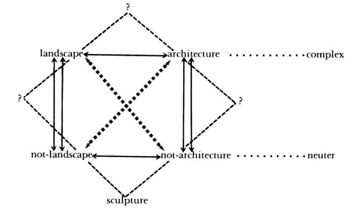 ?
landscape architecture complex
? ?
not-landscape not-architecture neuter
sculpture